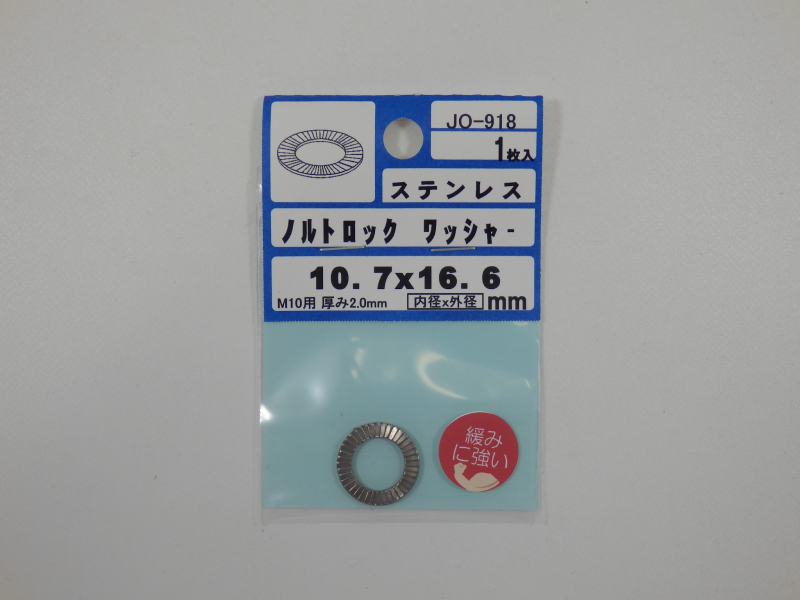 JO-918
1枚入
ステンレス
ノルトロック ワッシャ-
10.7x16.6
M10用 厚み2.0mm 内径x外径 mm
緩み
に強い